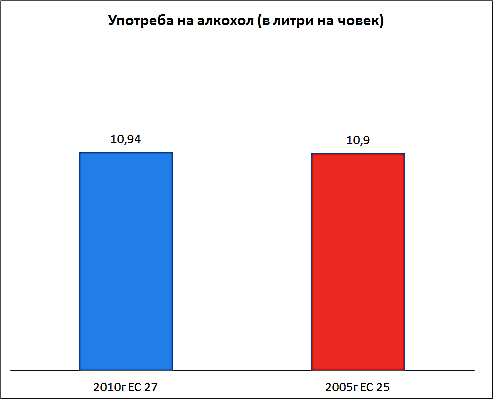 Употреба на алкохол (в литри на човек)
10,94
10,9
2010г ЕС 27
2005г ЕС 25